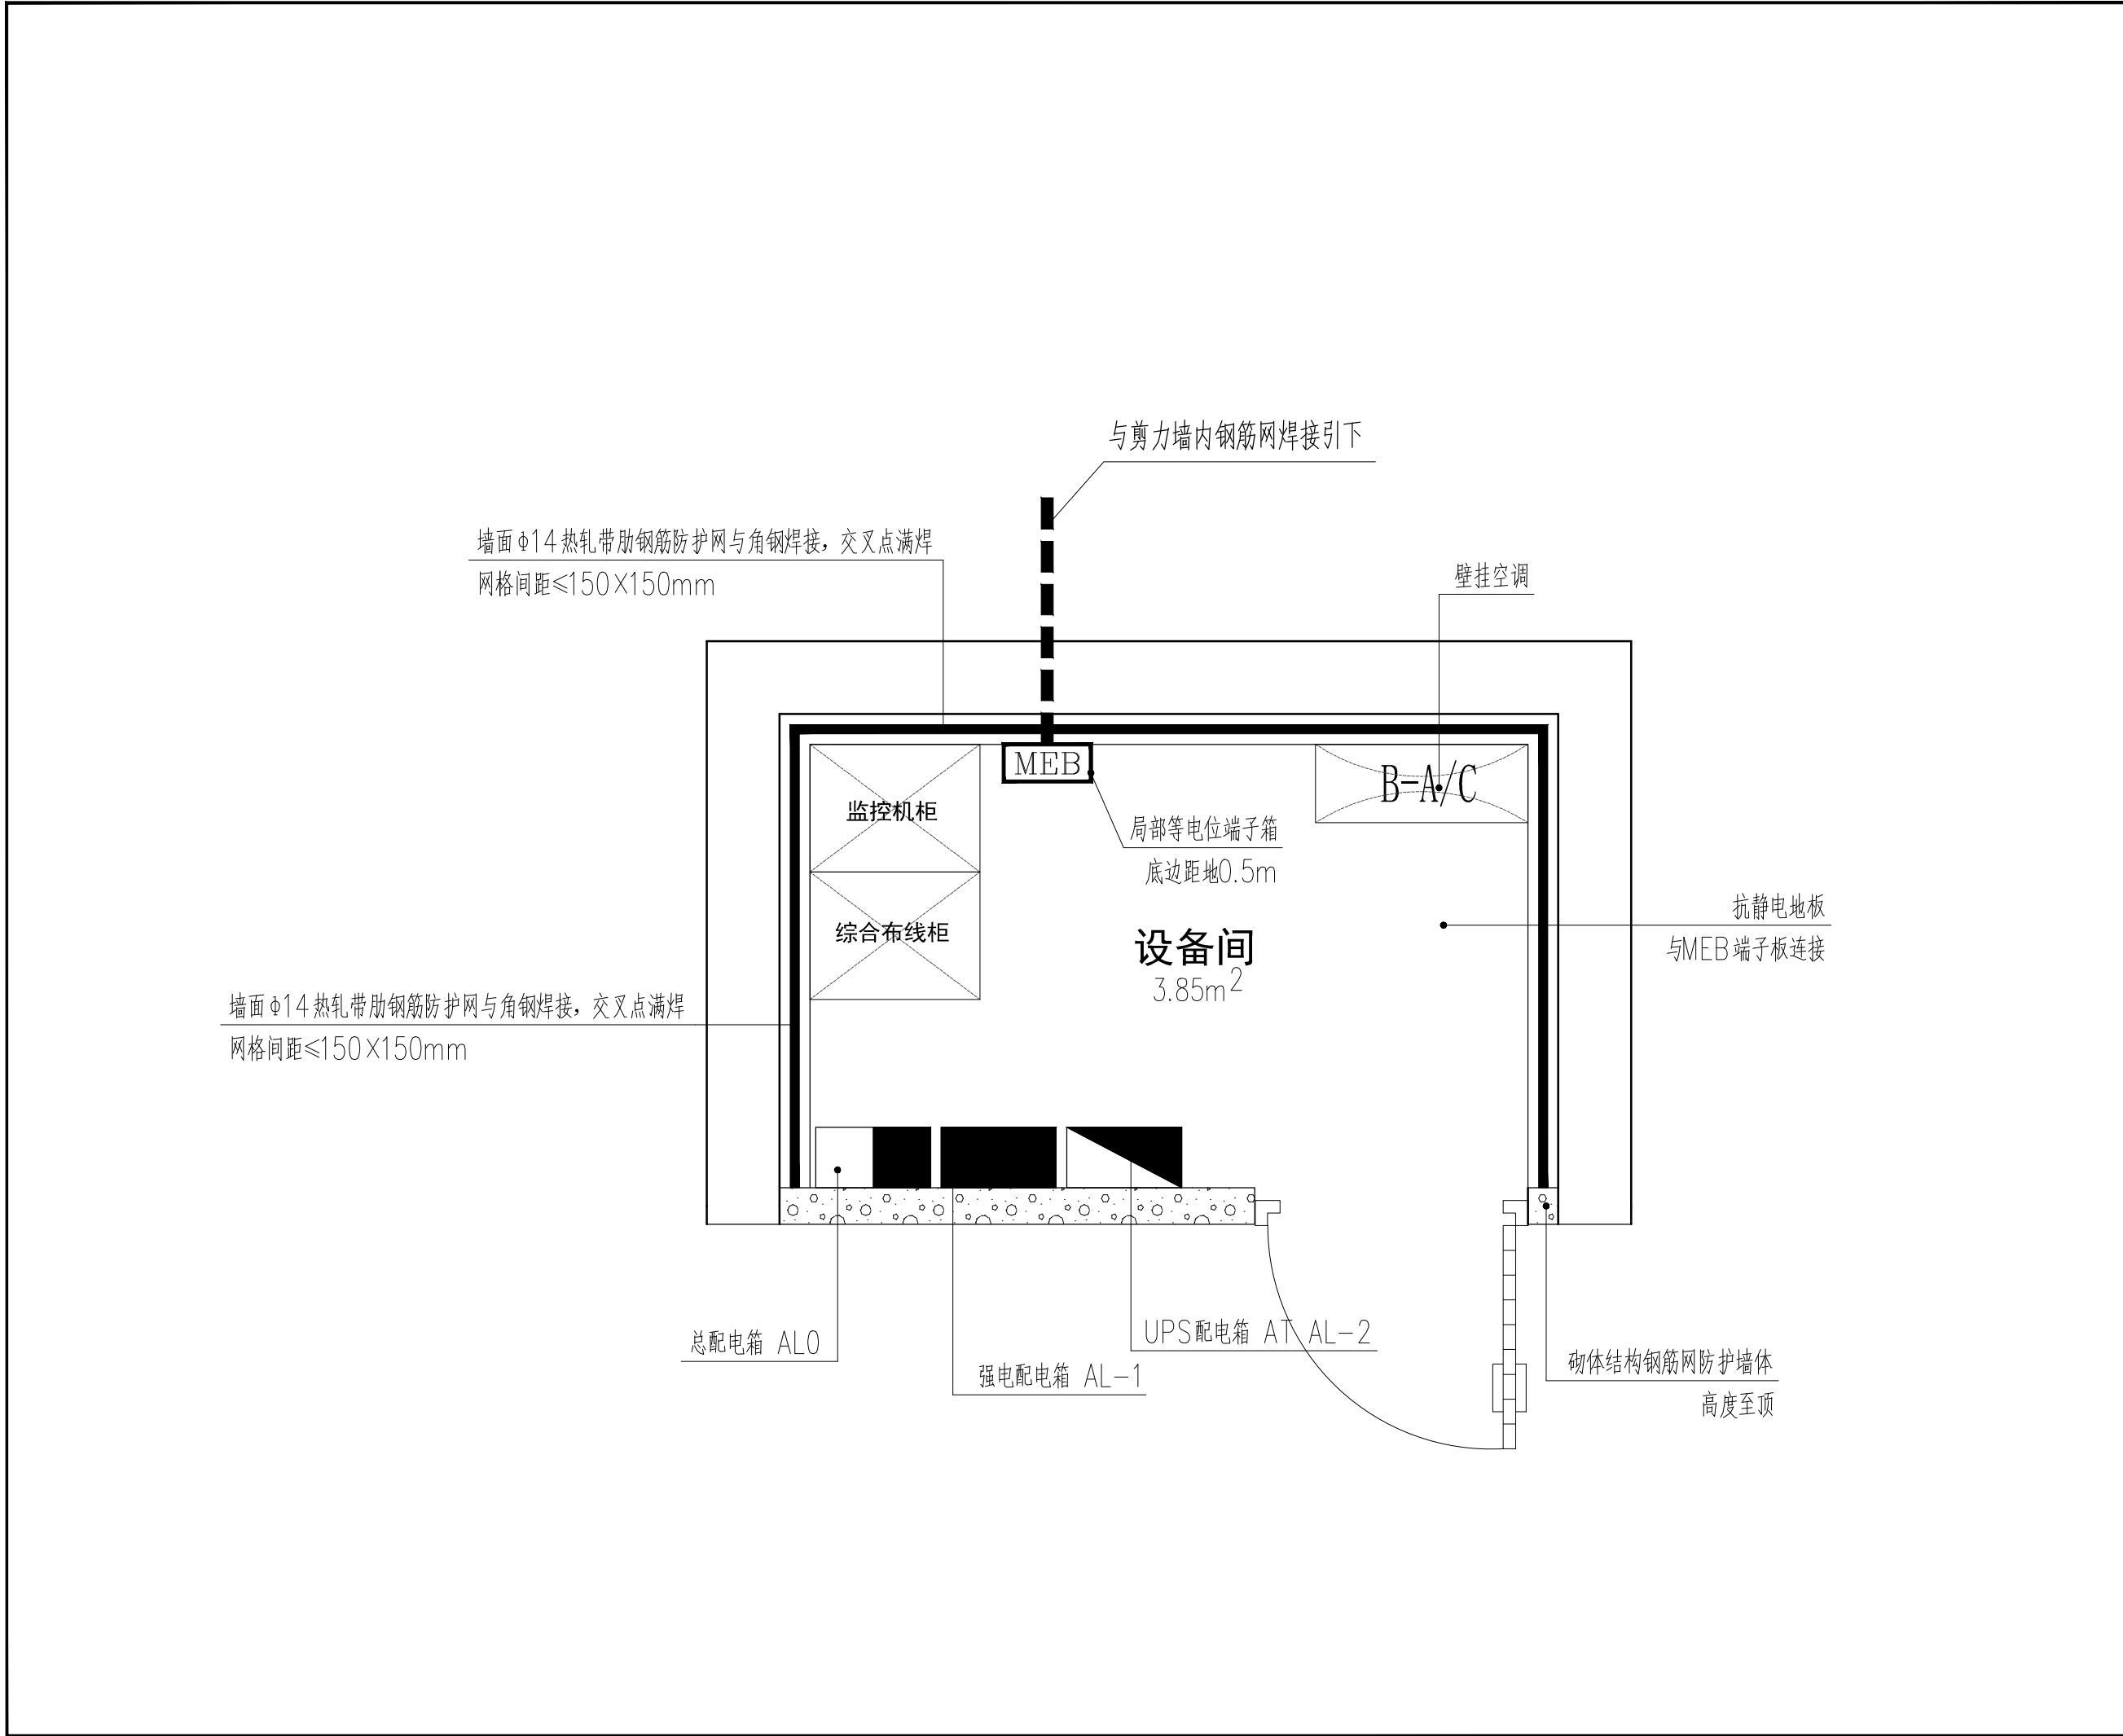 与剪力墙内钢筋网焊接引下
墙面ϕ14热轧带肋钢筋防护网与角钢焊接，交叉点满焊
网格间距≤150×150mm
壁挂空调
MEB
B-A/C
监控机柜
局部等电位端子箱
底边距地0.5m
抗静电地板
与MEB端子板连接
综合布线柜
设备间
3.85m²
墙面ϕ14热轧带肋钢筋防护网与角钢焊接，交叉点满焊
网格间距≤150×150mm
总配电箱 AL0
UPS配电箱 AT AL-2
强电配电箱 AL-1
砌体结构钢筋网防护墙体
高度至顶